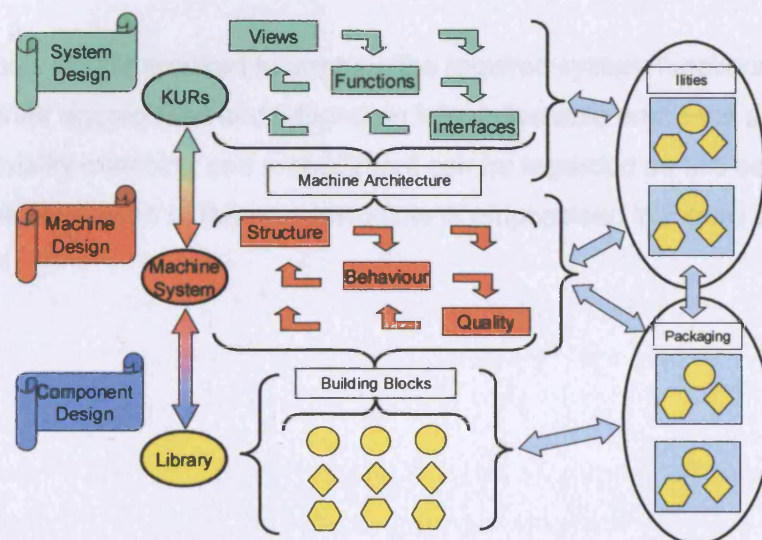 System
Design
KURs
Views
Functions
Interfaces
Ilities
Machine Architecture
Machine
Design
Machine
System
Structure
Behaviour
Quality
Packaging
Component
Design
Library
Building Blocks